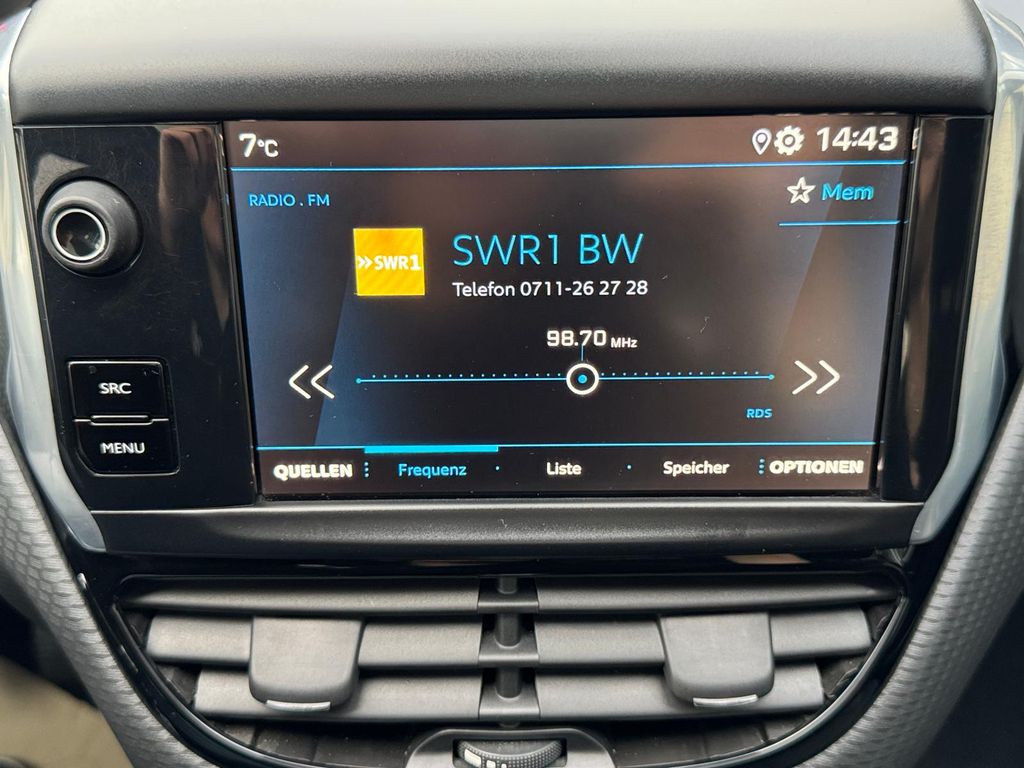 7°C
14:43
RADIO . FM
Mem
»SWR1
SWR1 BW
Telefon 0711-26 27 28
98.70 MHz
RDS
SRC
MENU
QUELLEN
Frequenz
Liste
Speicher
OPTIONEN